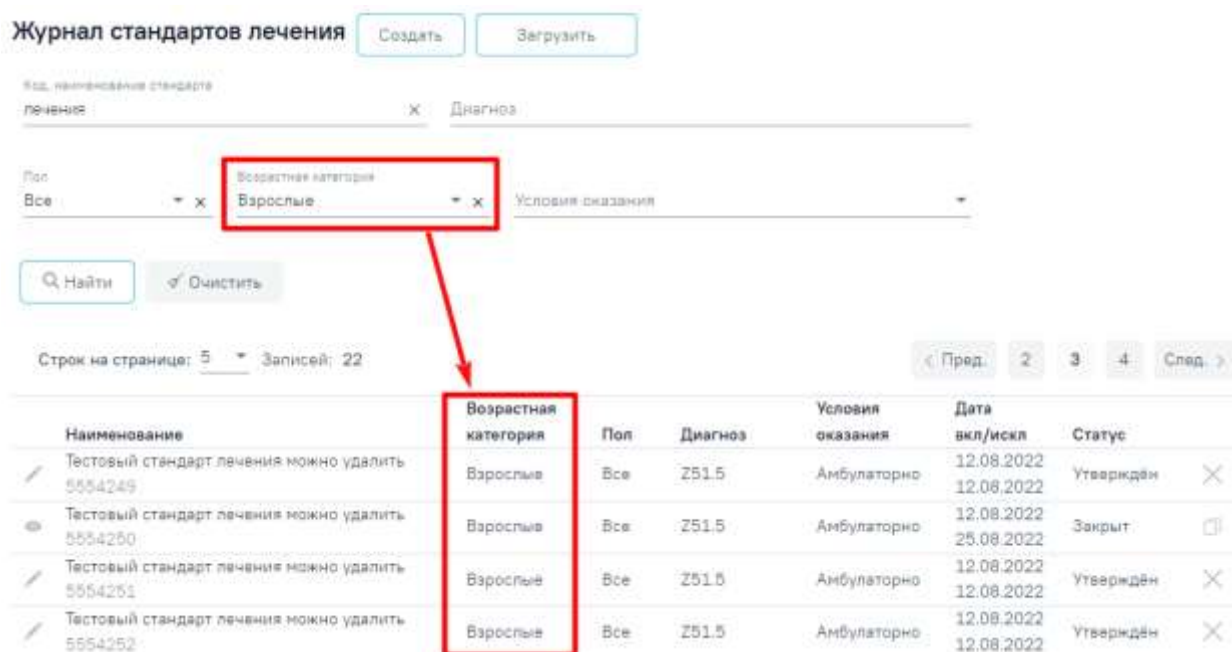 Журнал стандартов лечения Создать Загрузить
Код, наименование стандарта
лечения × Диагноз
Пол Возрастная категория
Все × Взрослые × Условия оказания
Найти Очистить
Строк на странице: 5 Записей: 22 < Пред. 2 3 4 След. >
Возрастная Условия Дата
Наименование категория Пол Диагноз оказания вкл/искл Статус
Тестовый стандарт лечения можно удалить 12.08.2022
5554249 Взрослые Все Z51.5 Амбулаторно 12.08.2022 Утверждён
Тестовый стандарт лечения можно удалить 12.08.2022
5554250 Взрослые Все Z51.5 Амбулаторно 25.08.2022 Закрыт
Тестовый стандарт лечения можно удалить 12.08.2022
5554251 Взрослые Все Z51.5 Амбулаторно 12.08.2022 Утверждён
Тестовый стандарт лечения можно удалить 12.08.2022
5554252 Взрослые Все Z51.5 Амбулаторно 12.08.2022 Утверждён